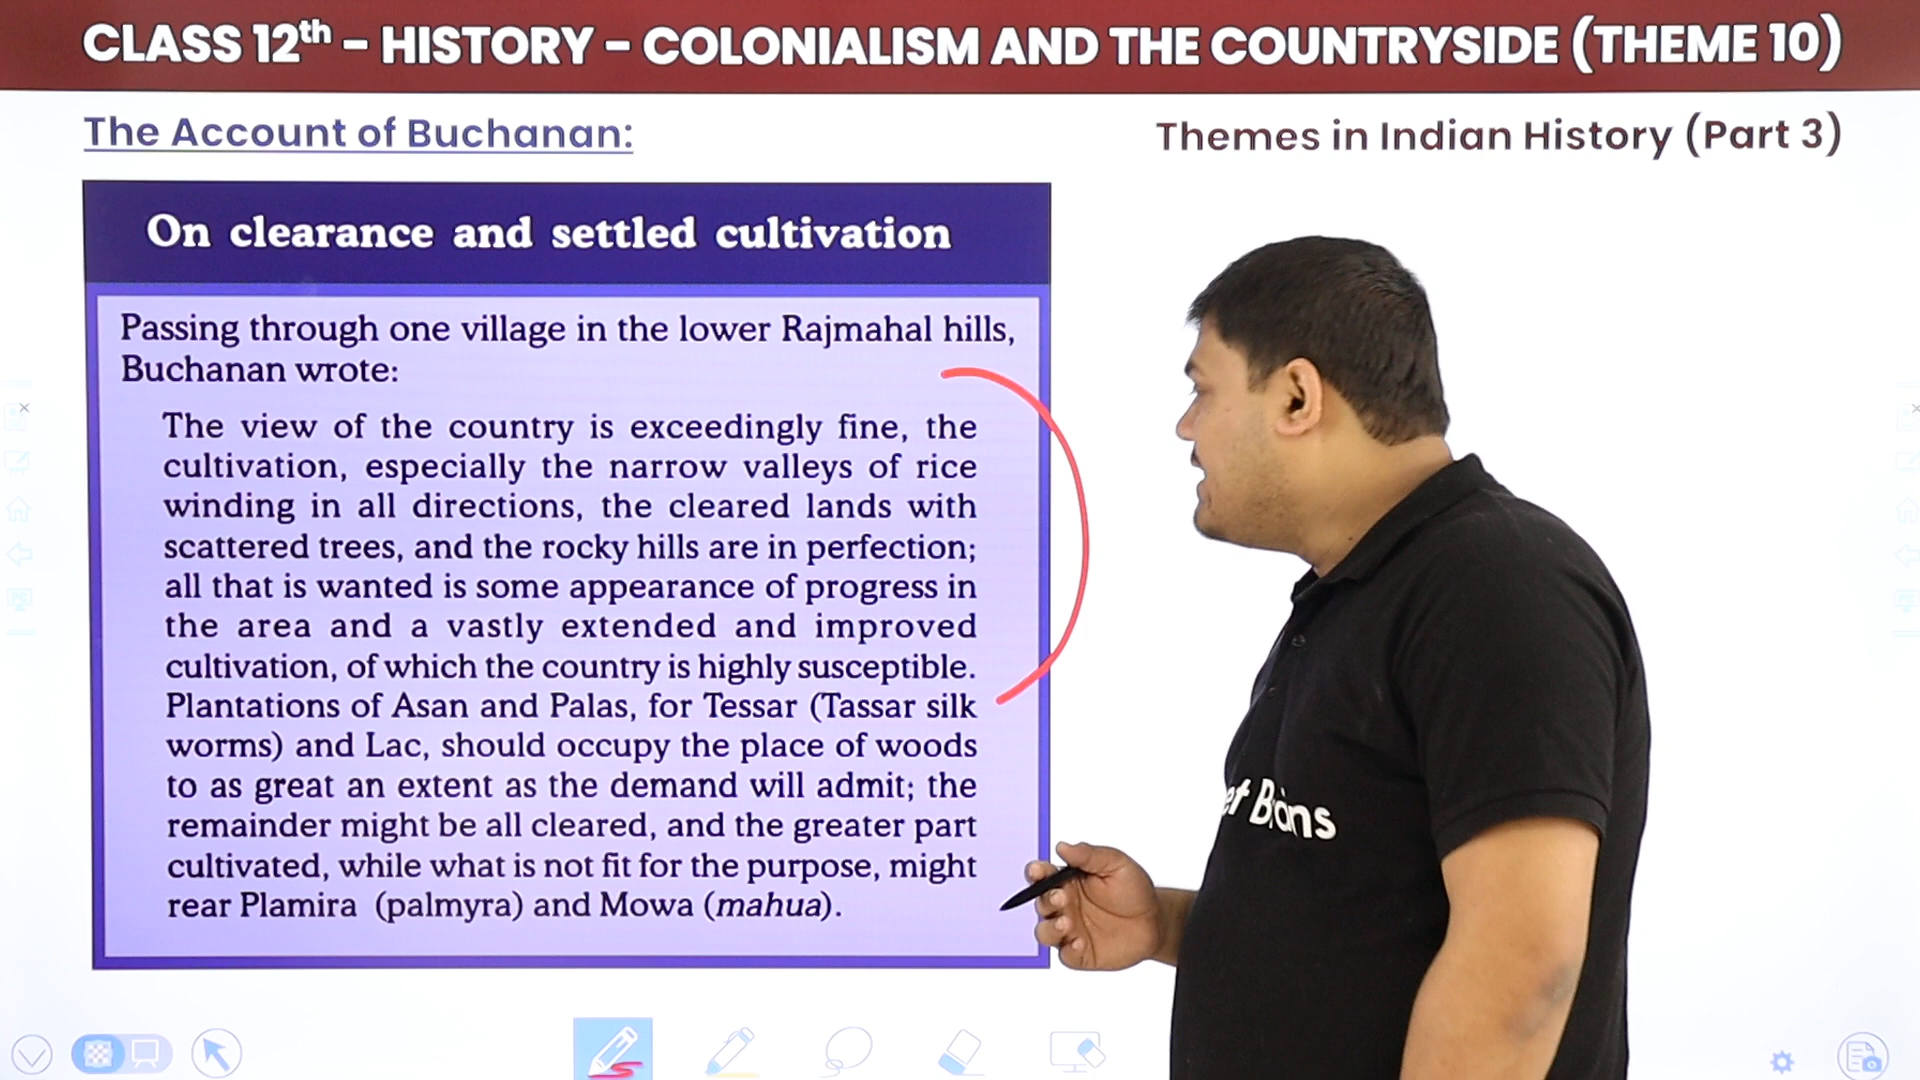 CLASS 12th – HISTORY – COLONIALISM AND THE COUNTRYSIDE (THEME 10)
The Account of Buchanan:
Themes in Indian History (Part 3)
On clearance and settled cultivation
Passing through one village in the lower Rajmahal hills,
Buchanan wrote:
The view of the country is exceedingly fine, the
cultivation, especially the narrow valleys of rice
winding in all directions, the cleared lands with
scattered trees, and the rocky hills are in perfection;
all that is wanted is some appearance of progress in
the area and a vastly extended and improved
cultivation, of which the country is highly susceptible.
Plantations of Asan and Palas, for Tessar (Tassar silk
worms) and Lac, should occupy the place of woods
to as great an extent as the demand will admit; the
remainder might be all cleared, and the greater part
cultivated, while what is not fit for the purpose, might
rear Plamira (palmyra) and Mowa (mahua).